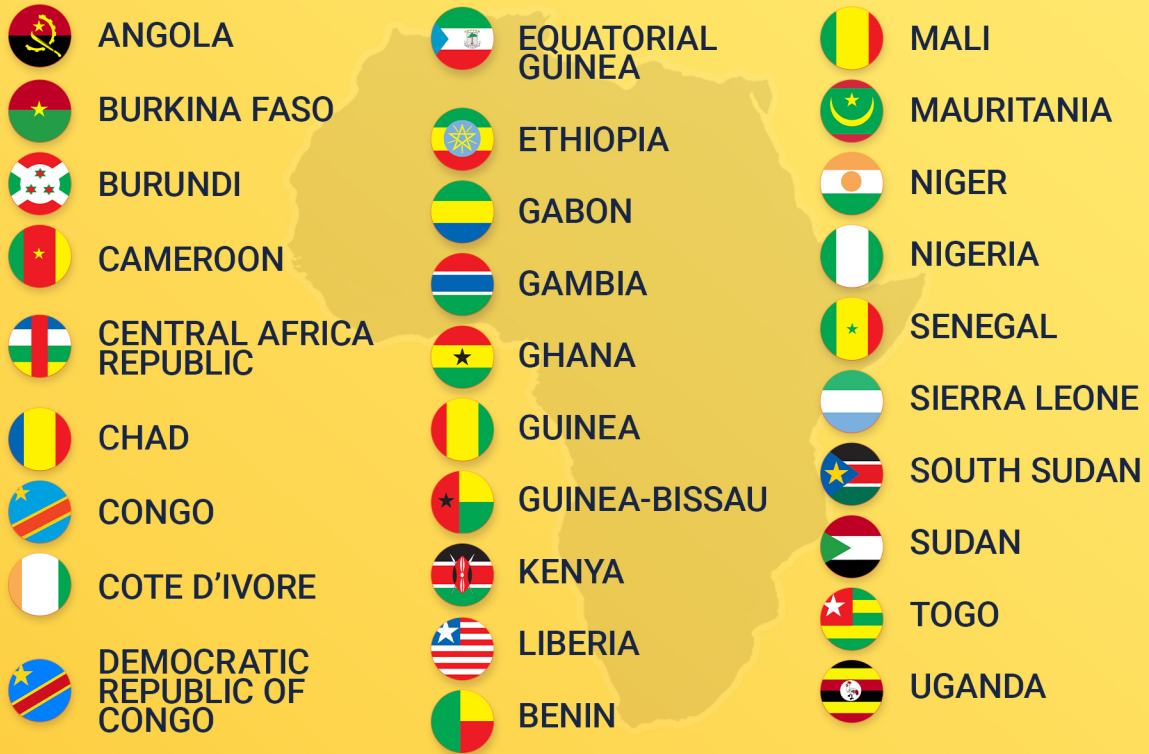 ANGOLA
BURKINA FASO
BURUNDI
CAMEROON
CENTRAL AFRICA
REPUBLIC
CHAD
CONGO
COTE D’IVORE
DEMOCRATIC
REPUBLIC OF
CONGO
EQUATORIAL
GUINEA
ETHIOPIA
GABON
GAMBIA
GHANA
GUINEA
GUINEA-BISSAU
KENYA
LIBERIA
BENIN
MALI
MAURITANIA
NIGER
NIGERIA
SENEGAL
SIERRA LEONE
SOUTH SUDAN
SUDAN
TOGO
UGANDA